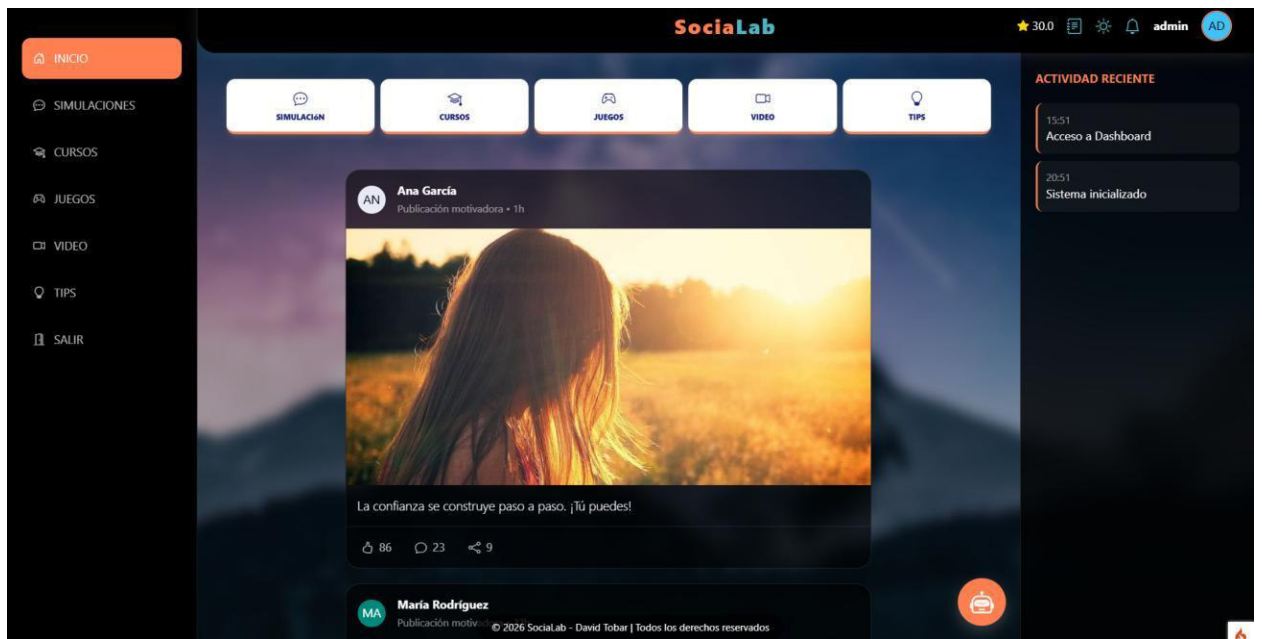 SociaLab
30.0
admin
AD
INICIO
SIMULACIONES
CURSOS
JUEGOS
VIDEO
TIPS
SALIR
SIMULACIóN
CURSOS
JUEGOS
VIDEO
TIPS
AN
Ana García
Publicación motivadora • 1h
La confianza se construye paso a paso. ¡Tú puedes!
86
23
9
MA
María Rodríguez
© 2026 SociaLab - David Tobar | Todos los derechos reservados
ACTIVIDAD RECIENTE
15:51
Acceso a Dashboard
20:51
Sistema inicializado